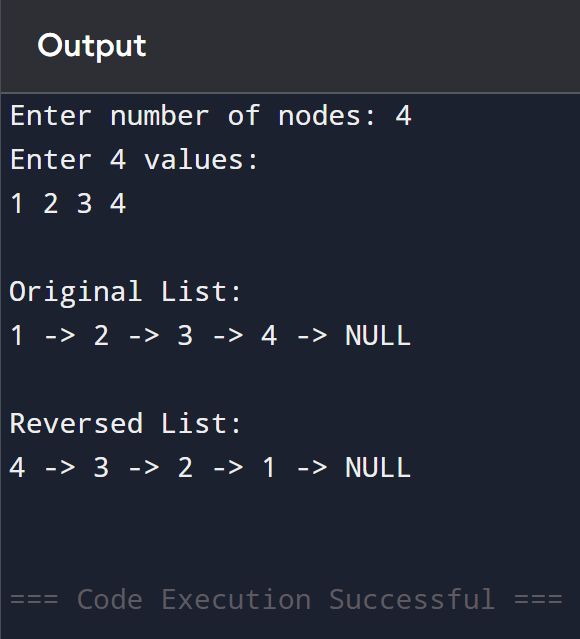 Output
Enter number of nodes: 4
Enter 4 values:
1 2 3 4
Original List:
1 -> 2 -> 3 -> 4 -> NULL
Reversed List:
4 -> 3 -> 2 -> 1 -> NULL
=== Code Execution Successful ===